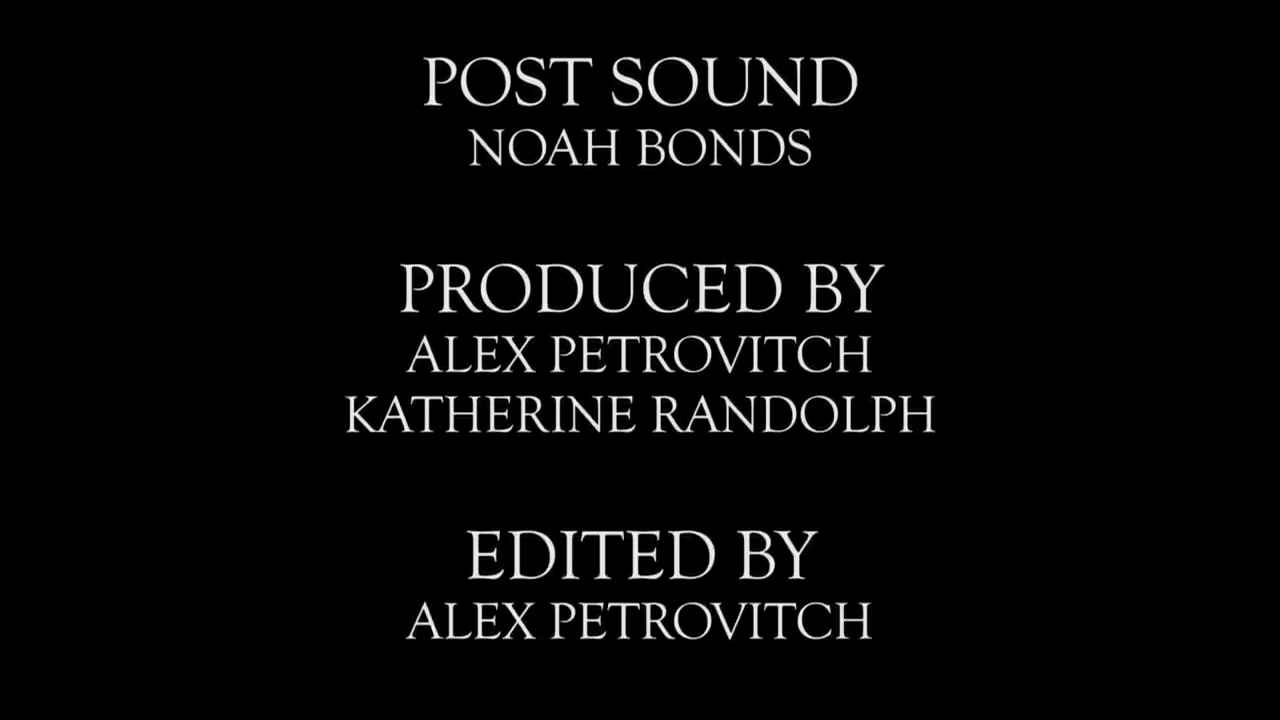 POST SOUND
NOAH BONDS
PRODUCED BY
ALEX PETROVITCH
KATHERINE RANDOLPH
EDITED BY
ALEX PETROVITCH